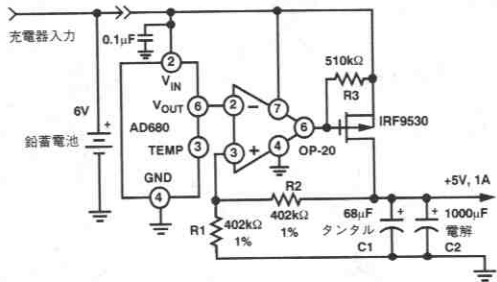 充電器入力
0.1μF
2
VIN
510kΩ
R3
6V
+
鉛蓄電池
VOUT
6
2
−
7
6
IRF9530
AD680
TEMP
3
3
+
4
OP-20
GND
4
R2
+5V, 1A
R1
402kΩ
1%
402kΩ
1%
68μF
タンタル
C1
+
+
1000μF
電解
C2